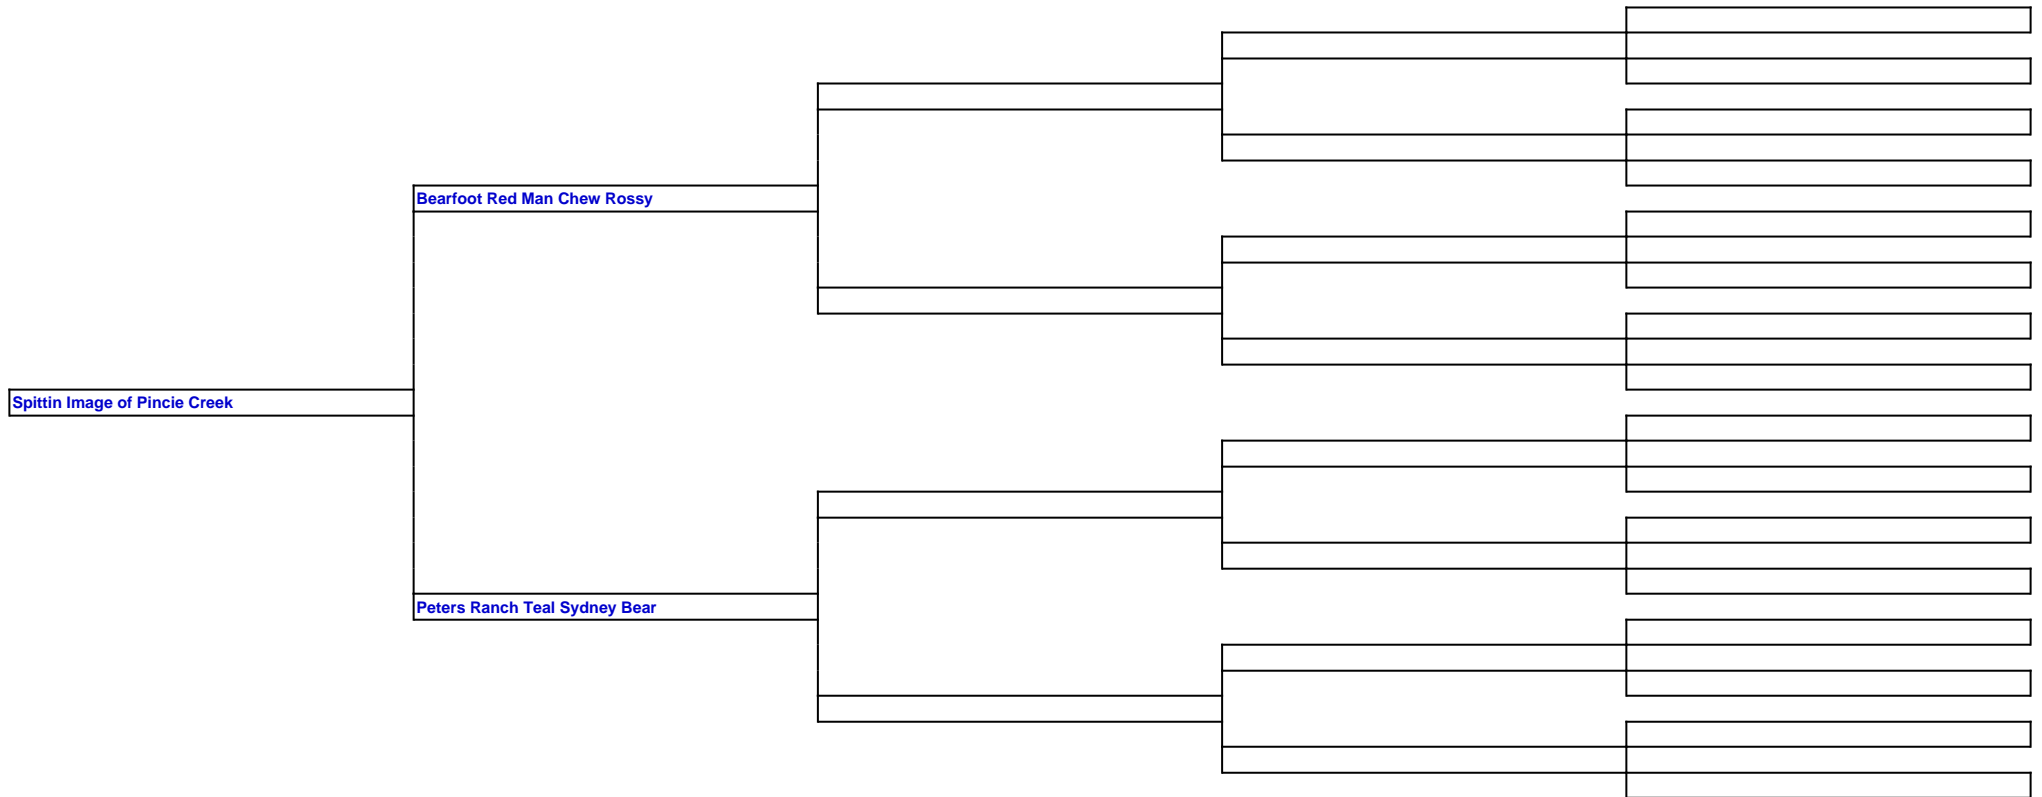 Bearfoot Red Man Chew Rossy
Spittin Image of Pincie Creek
Peters Ranch Teal Sydney Bear